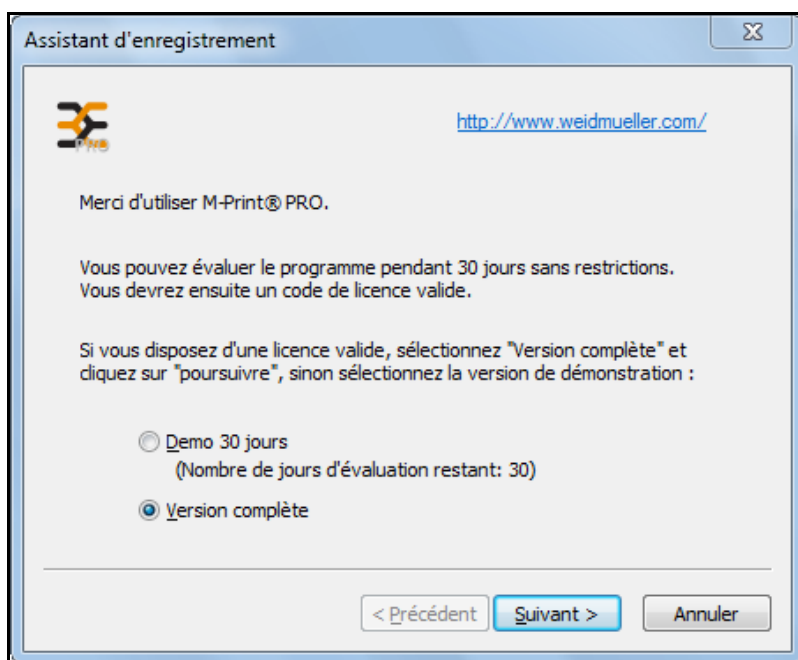 Assistant d'enregistrement
PRO
http://www.weidmueller.com/
Merci d'utiliser M-Print® PRO.
Vous pouvez évaluer le programme pendant 30 jours sans restrictions.
Vous devrez ensuite un code de licence valide.
Si vous disposez d'une licence valide, sélectionnez "Version complète" et
cliquez sur "poursuivre", sinon sélectionnez la version de démonstration :
Demo 30 jours
(Nombre de jours d'évaluation restant: 30)
Version complète
< Précédent
Suivant >
Annuler